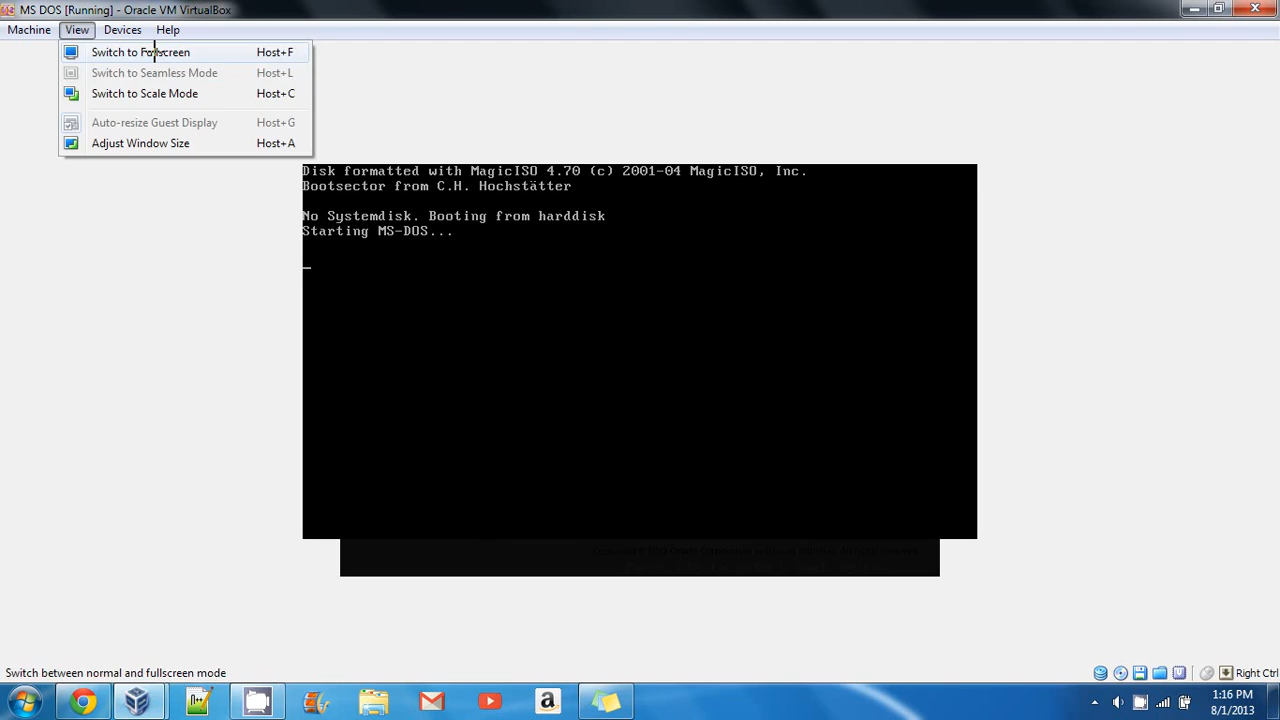 MS DOS [Running] - Oracle VM VirtualBox
Machine View Devices Help
Switch to Fullscreen Host+F
Switch to Seamless Mode Host+L
Switch to Scale Mode Host+C
Auto-resize Guest Display Host+G
Adjust Window Size Host+A
Disk formatted with MagicISO 4.70 (c) 2001-04 MagicISO, Inc.
Bootsector from C.H. Hochstätter
No Systemdisk. Booting from harddisk
Starting MS-DOS...
_
Switch between normal and fullscreen mode
Right Ctrl
1:16 PM
8/1/2013